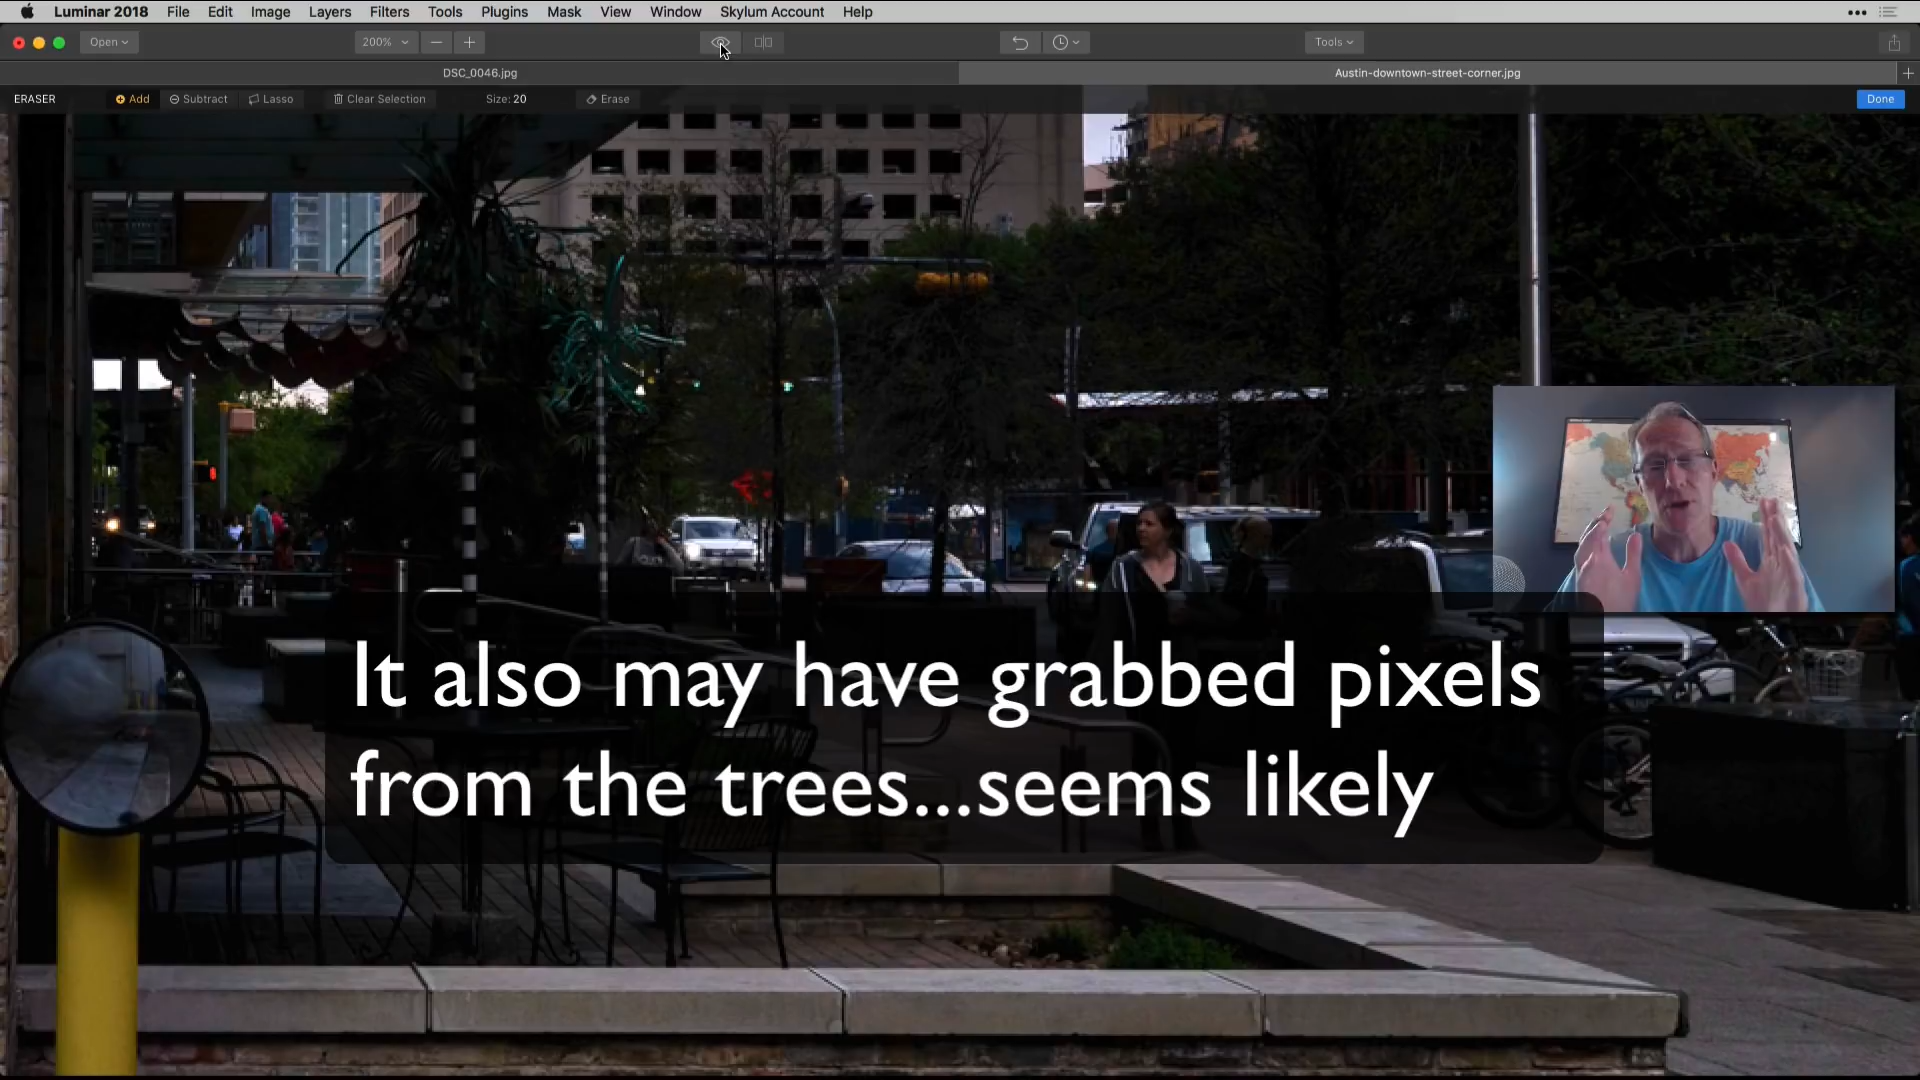 Luminar 2018 File Edit Image Layers Filters Tools Plugins Mask View Window Skylum Account Help
Open 200% Tools
DSC_0046.jpg Austin-downtown-street-corner.jpg
ERASER Add Subtract Lasso Clear Selection Size: 20 Erase Done
It also may have grabbed pixels
from the trees...seems likely